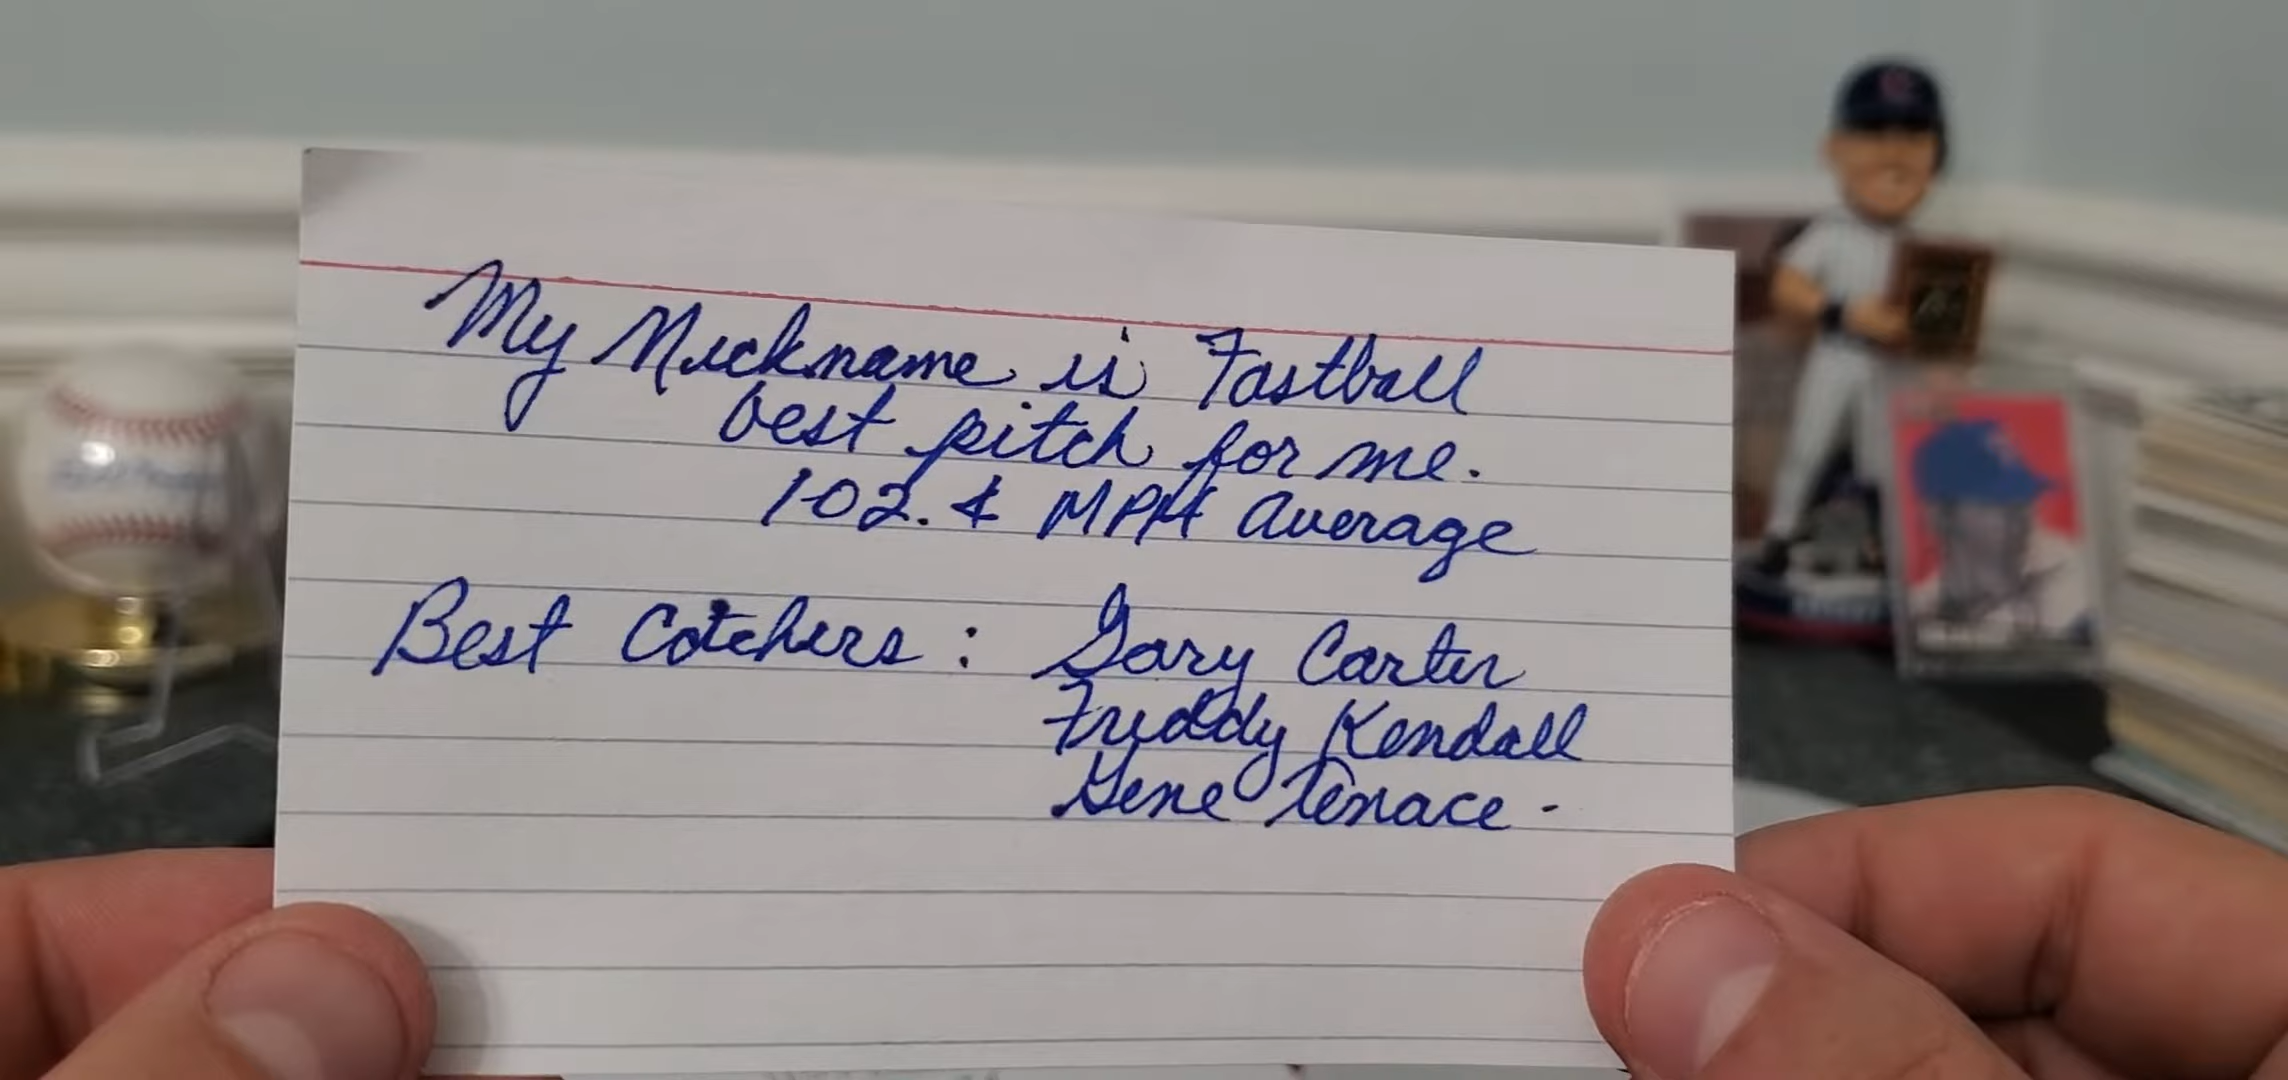 My Nickname is Fastball
best pitch for me.
102.4 MPH Average
Best Catchers: Gary Carter
Freddy Kendall
Gene Tenace -